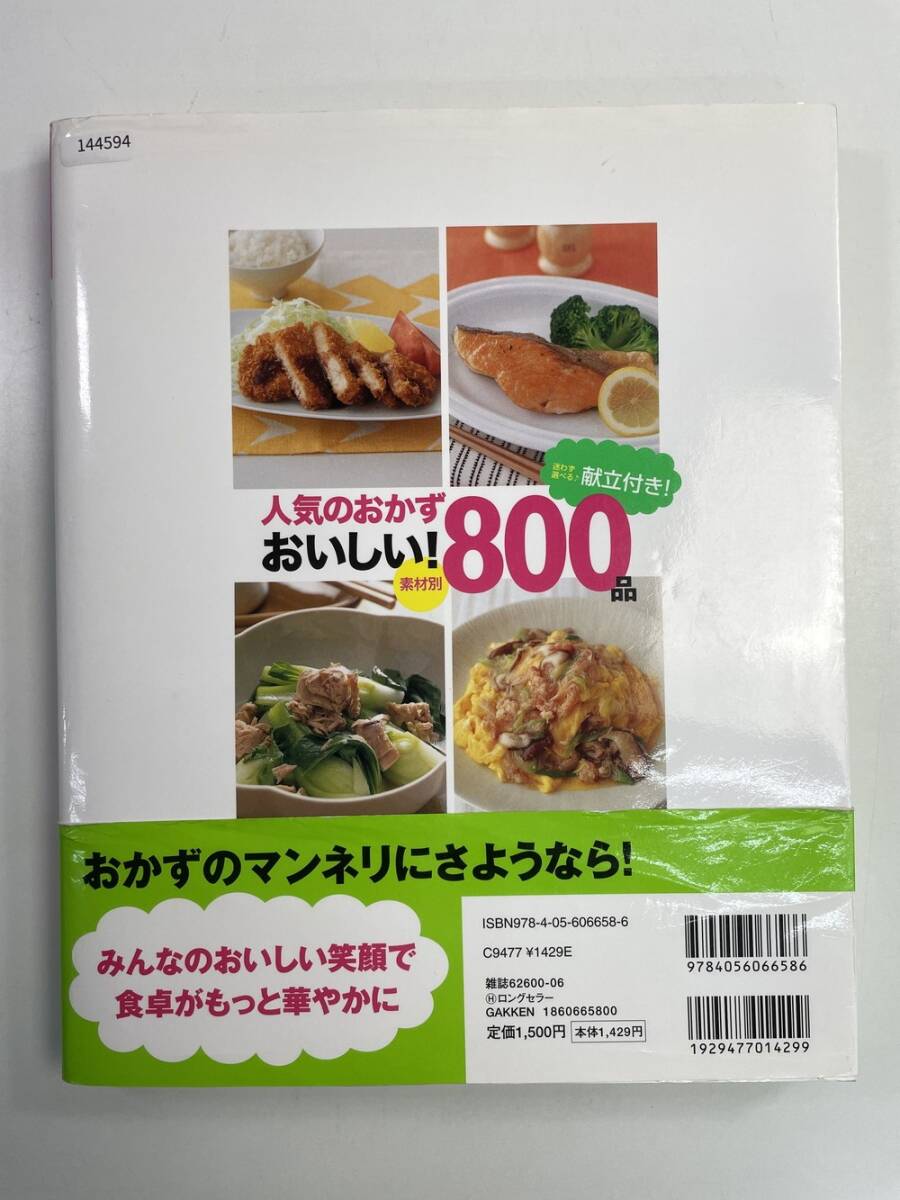 144594
迷わず
選べる♪
献立付き!
人気のおかず
おいしい!
素材別
800品
おかずのマンネリにさようなら!
みんなのおいしい笑顔で
食卓がもっと華やかに
ISBN978-4-05-606658-6
C9477 ¥1429E
雑誌62600-06
Ⓗロングセラー
GAKKEN 1860665800
定価1,500円 本体1,429円
9784056066586
1929477014299